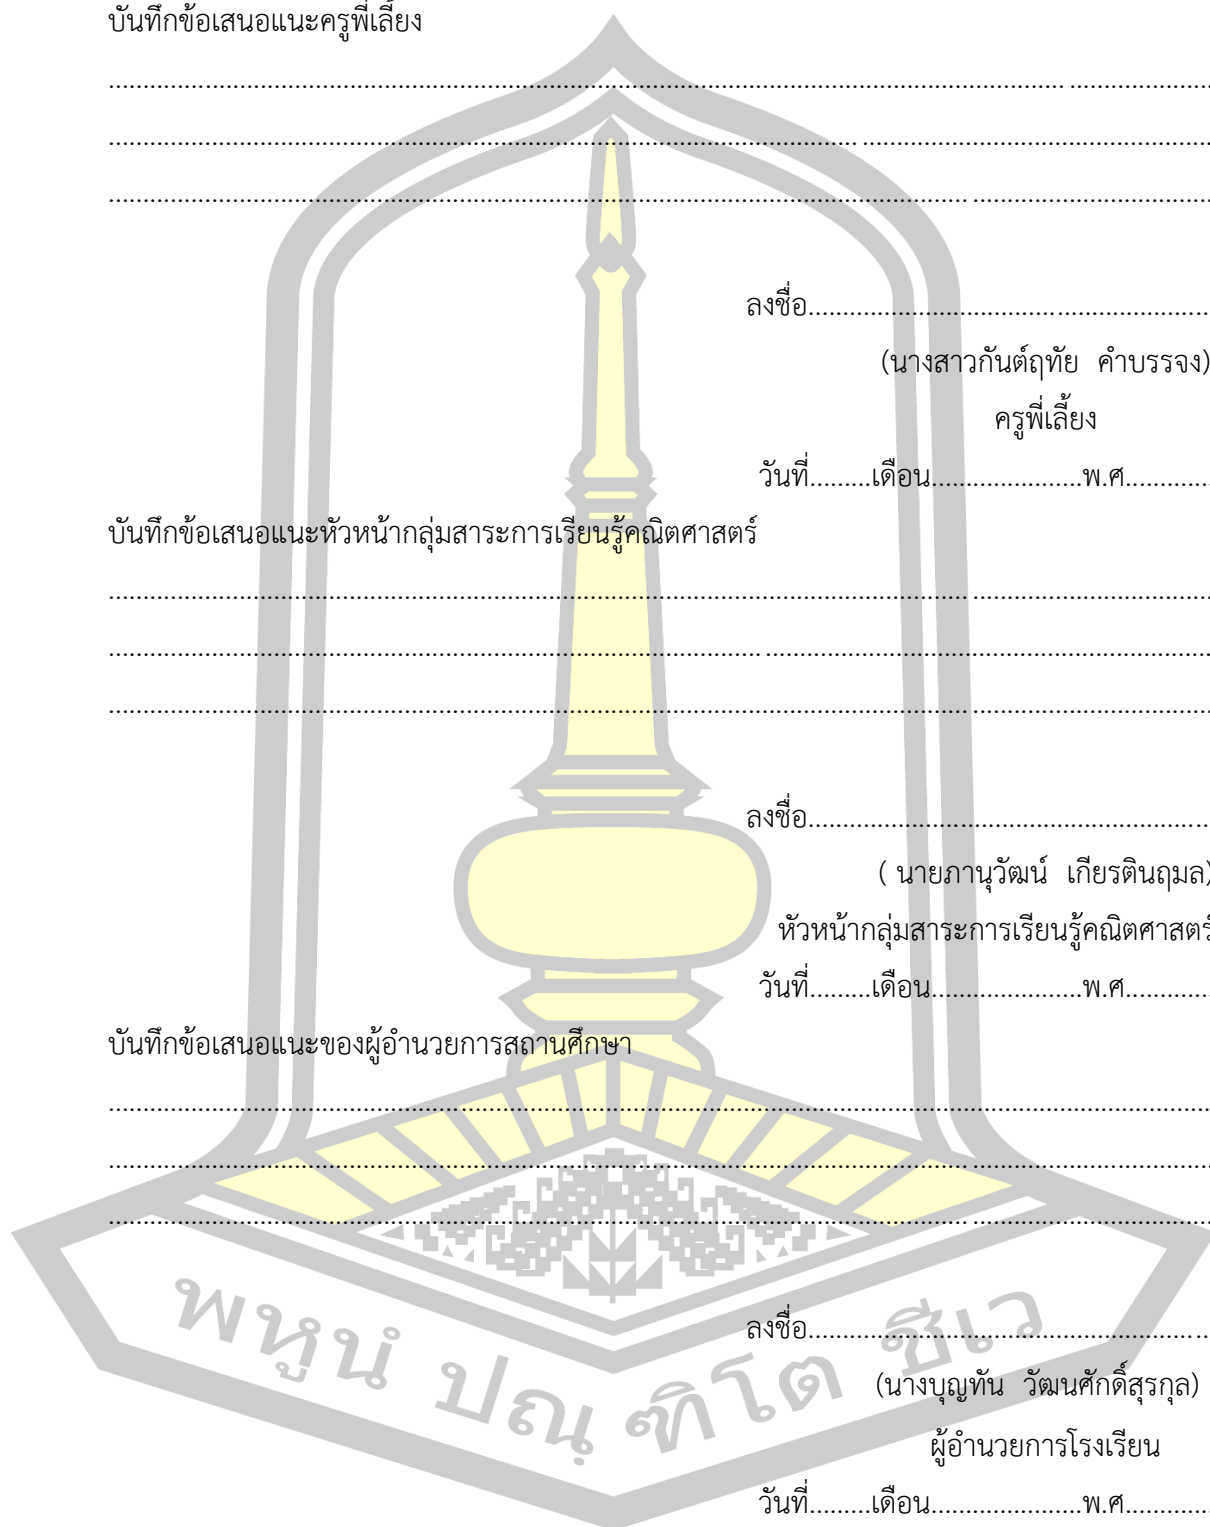 บันทึกข้อเสนอแนะครูพี่เลี้ยง
........................................................................................................................................ ....................
.......................................................................................................... .................................................
.......................................................................................................................... .................................
ลงชื่อ..........................................................
(นางสาวกันต์ฤทัย คำบรรจง)
ครูพี่เลี้ยง
วันที่.........เดือน......................พ.ศ.............
บันทึกข้อเสนอแนะหัวหน้ากลุ่มสาระการเรียนรู้คณิตศาสตร์
.......................................................................................................................... .................................
.............................................................................................. ..............................................................
.......................................................................................................................... .................................
ลงชื่อ..........................................................
( นายภานุวัฒน์ เกียรตินฤมล)
หัวหน้ากลุ่มสาระการเรียนรู้คณิตศาสตร์
วันที่.........เดือน......................พ.ศ.............
บันทึกข้อเสนอแนะของผู้อำนวยการสถานศึกษา
.......................................................................................................................... .................................
.......................................................................................................................... .................................
.......................................................................................................................... .................................
ลงชื่อ..........................................................
(นางบุญทัน วัฒนศักดิ์สุรกุล)
ผู้อำนวยการโรงเรียน
วันที่.........เดือน......................พ.ศ.............
พหูนํ ปณฺ ฑิโต ชีเว